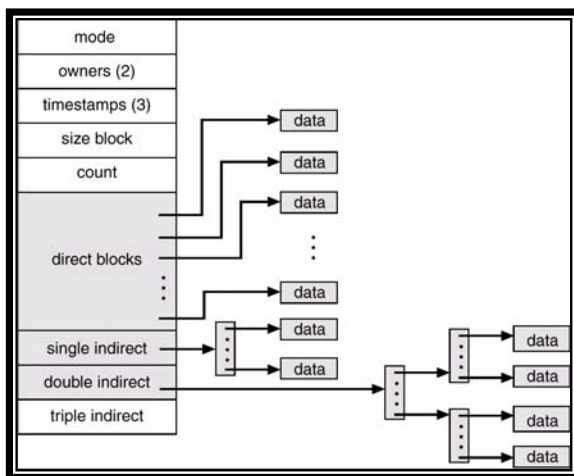 mode
owners (2)
timestamps (3)
size block
count
direct blocks
single indirect
double indirect
triple indirect
data
data
data
data
data
data
data
data
data
data